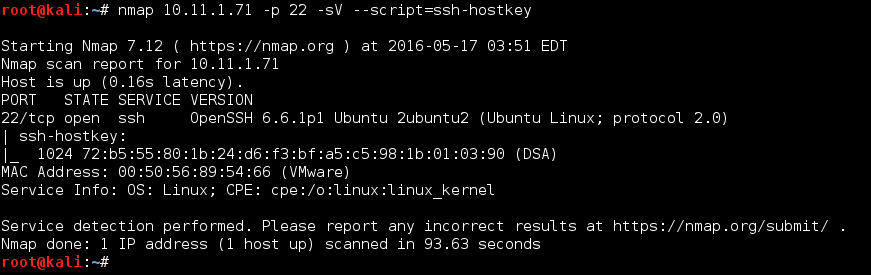 root@kali:~# nmap 10.11.1.71 -p 22 -sV --script=ssh-hostkey
Starting Nmap 7.12 ( https://nmap.org ) at 2016-05-17 03:51 EDT
Nmap scan report for 10.11.1.71
Host is up (0.16s latency).
PORT   STATE SERVICE VERSION
22/tcp open  ssh     OpenSSH 6.6.1p1 Ubuntu 2ubuntu2 (Ubuntu Linux; protocol 2.0)
| ssh-hostkey:
|_  1024 72:b5:55:80:1b:24:d6:f3:bf:a5:c5:98:1b:01:03:90 (DSA)
MAC Address: 00:50:56:89:54:66 (VMware)
Service Info: OS: Linux; CPE: cpe:/o:linux:linux_kernel
Service detection performed. Please report any incorrect results at https://nmap.org/submit/ .
Nmap done: 1 IP address (1 host up) scanned in 93.63 seconds
root@kali:~#